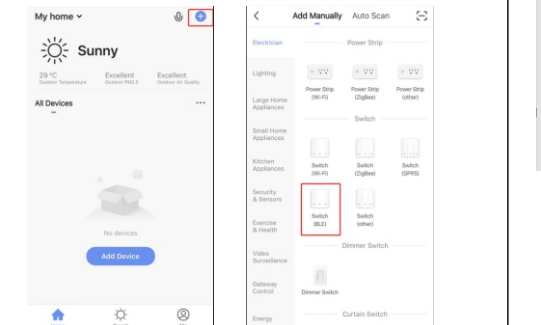 My home
Sunny
29 °C
Excellent
Excellent
Outdoor Temperature
Outdoor PM2.5
Outdoor Air Quality
All Devices
No devices
Add Device
Add Manually
Auto Scan
Electrician
Lighting
Large Home
Appliances
Small Home
Appliances
Kitchen
Appliances
Security
& Sensors
Exercise
& Health
Video
Surveillance
Gateway
Control
Energy
Power Strip
Power Strip
(Wi-Fi)
Power Strip
(ZigBee)
Power Strip
(other)
Switch
Switch
(Wi-Fi)
Switch
(ZigBee)
Switch
(GPRS)
Switch
(BLE)
Switch
(other)
Dimmer Switch
Dimmer Switch
Curtain Switch